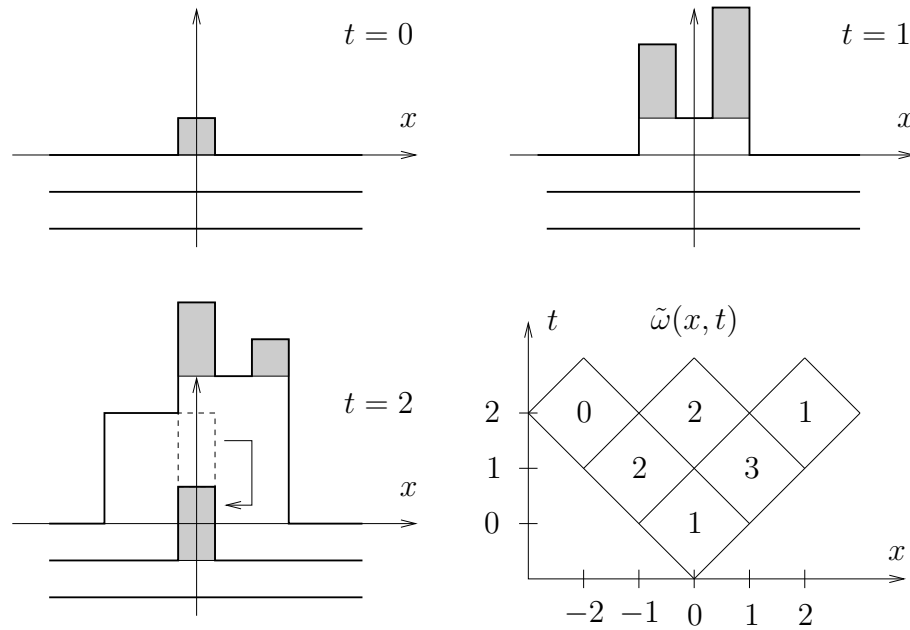 t = 0
x
t = 1
x
t = 2
x
t
ω̃(x, t)
0
2
1
2
3
1
2
1
0
x
−2
−1
0
1
2